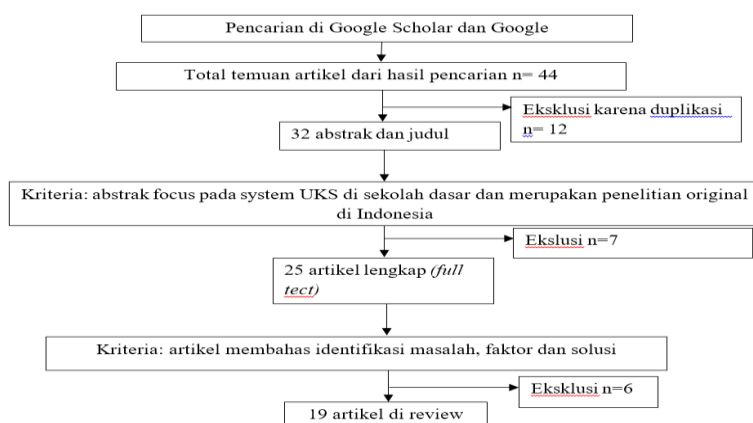 Pencarian di Google Scholar dan Google
Total temuan artikel dari hasil pencarian n= 44
Eksklusi karena duplikasi
n= 12
32 abstrak dan judul
Kriteria: abstrak focus pada system UKS di sekolah dasar dan merupakan penelitian original
di Indonesia
Ekslusi n=7
25 artikel lengkap (full
tect)
Kriteria: artikel membahas identifikasi masalah, faktor dan solusi
Eksklusi n=6
19 artikel di review